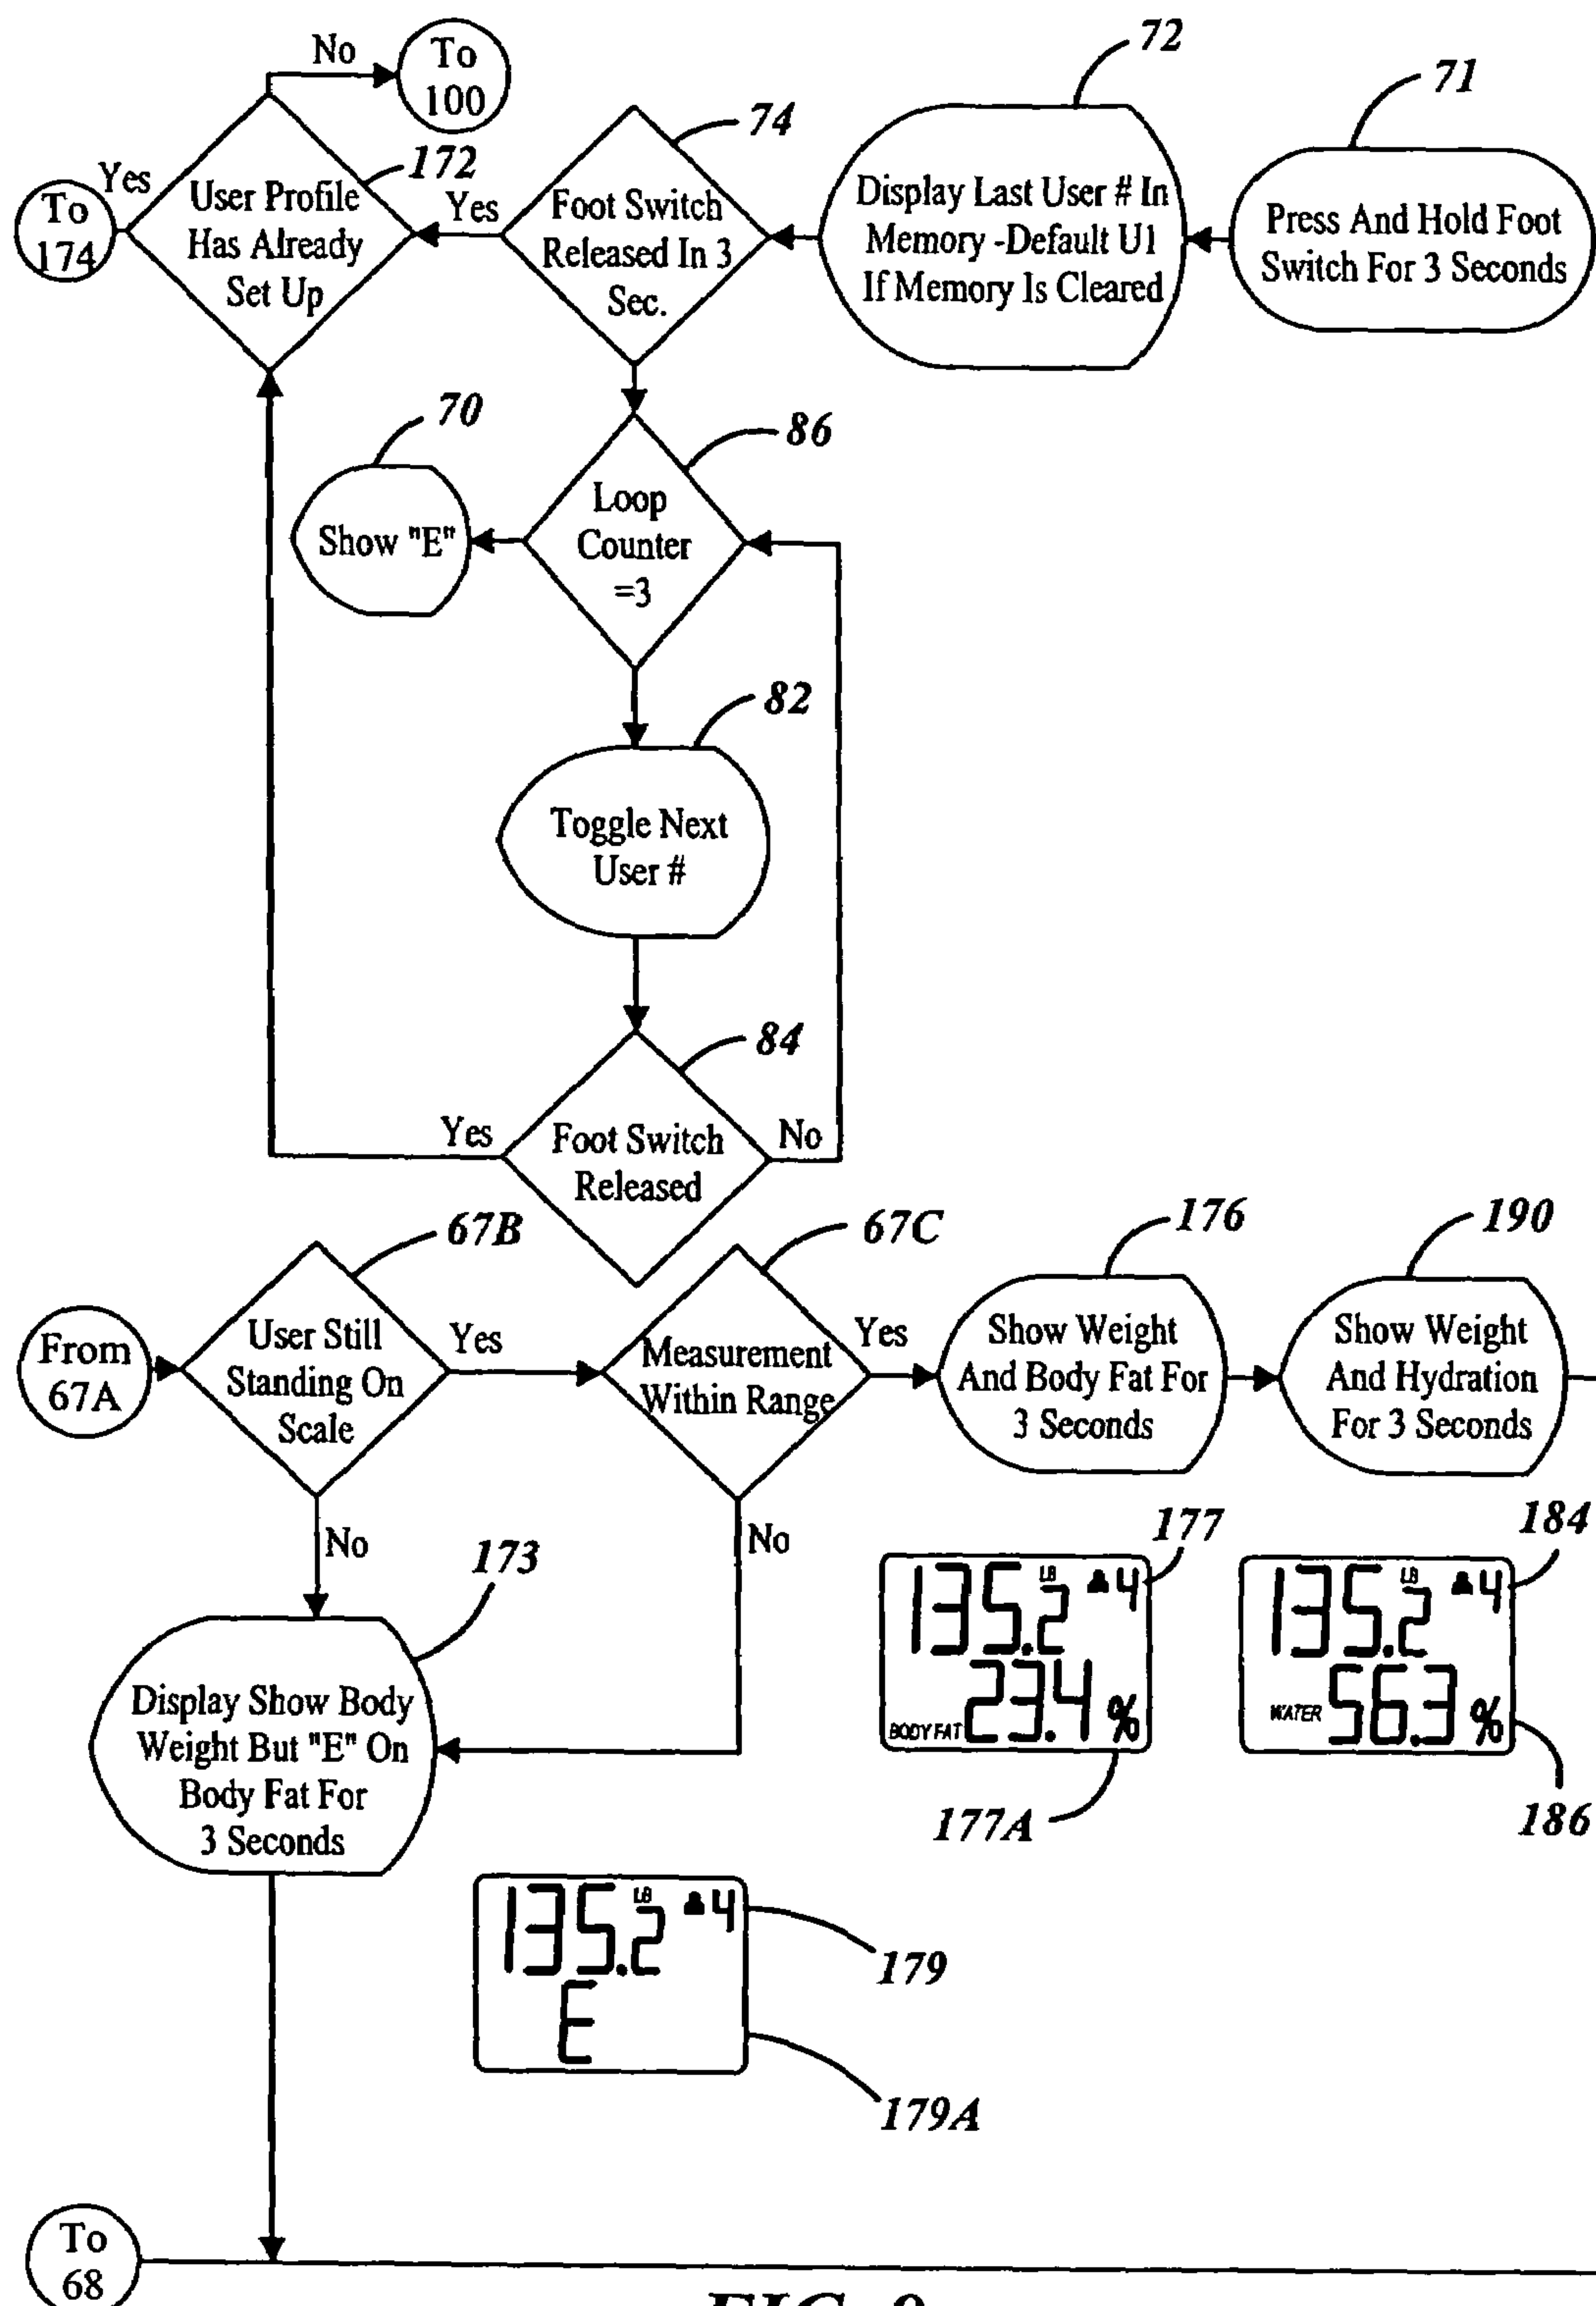 No
To
100
72
71
74
172
Yes
To
174
User Profile
Has Already
Set Up
Yes
Foot Switch
Released In 3
Sec.
Display Last User # In
Memory -Default U1
If Memory Is Cleared
Press And Hold Foot
Switch For 3 Seconds
70
86
Show "E"
Loop
Counter
=3
82
Toggle Next
User #
84
Yes
Foot Switch
Released
No
67B
67C
176
190
From
67A
User Still
Standing On
Scale
Yes
Measurement
Within Range
Yes
Show Weight
And Body Fat For
3 Seconds
Show Weight
And Hydration
For 3 Seconds
No
No
173
177
184
135.2 LB 4
BODY FAT 23.4 %
135.2 LB 4
WATER 56.3 %
177A
186
Display Show Body
Weight But "E" On
Body Fat For
3 Seconds
135.2 LB 4
E
179
179A
To
68